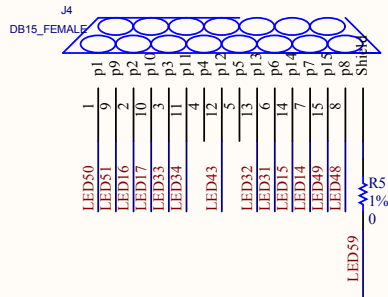 J4
DB15_FEMALE
p1
p9
p2
p10
p3
p11
p4
p12
p5
p13
p6
p14
p7
p15
p8
Shield
1
9
2
10
3
11
4
12
5
13
6
14
7
15
8
LED50
LED51
LED16
LED17
LED33
LED34
LED43
LED32
LED31
LED15
LED14
LED49
LED48
R5
1%
0
LED59